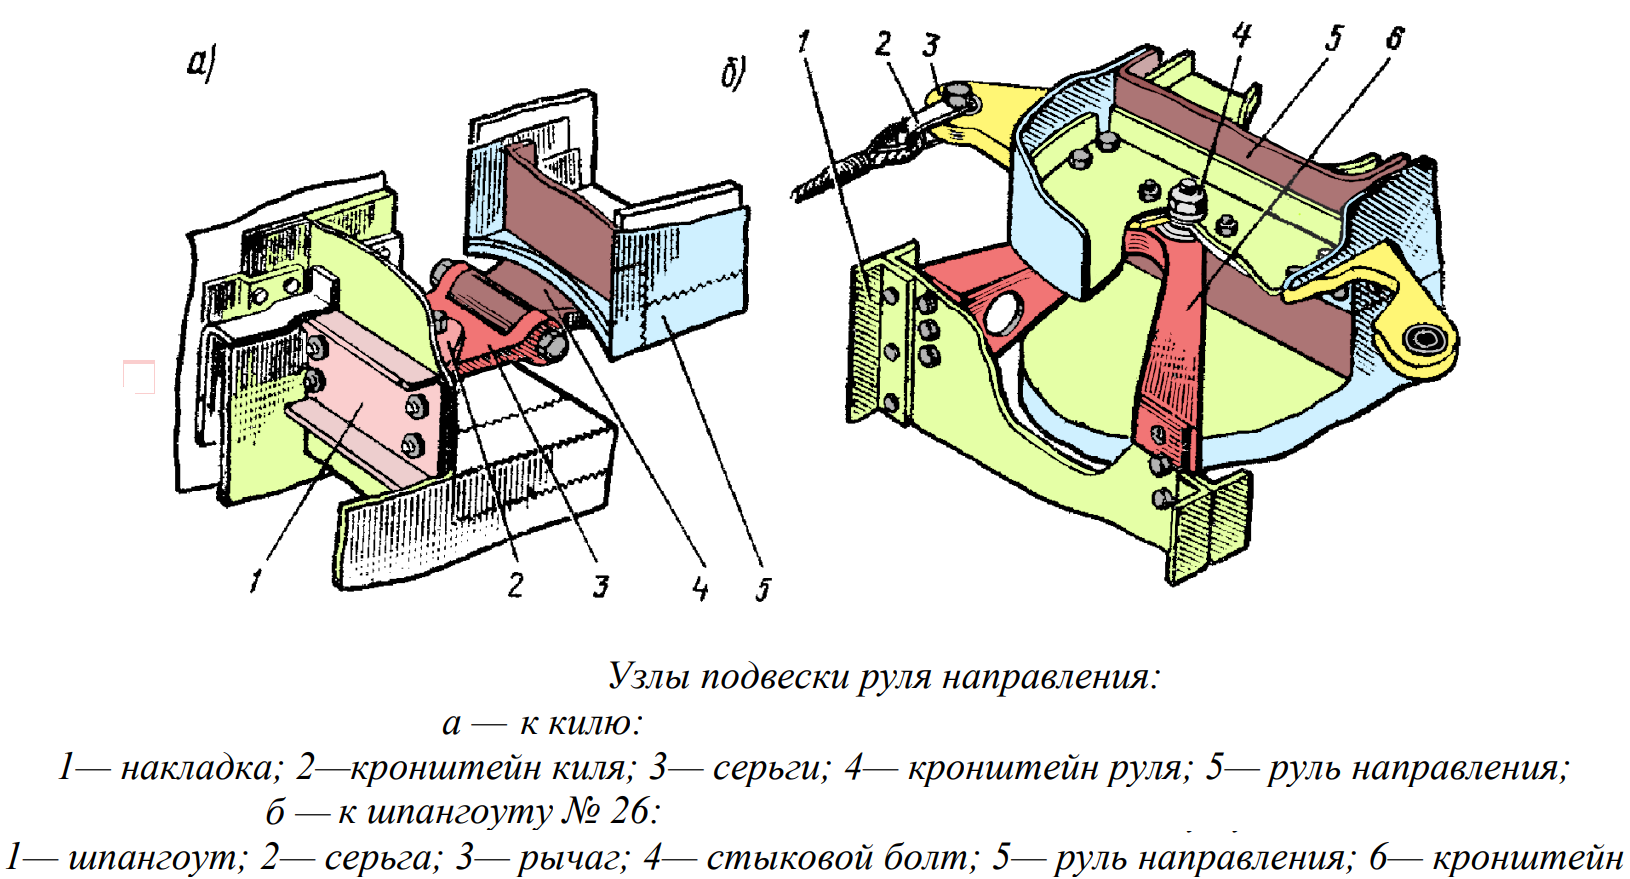 а)
б)
1
2
3
4
5
6
1
2
3
4
5
Узлы подвески руля направления:
а — к килю:
1— накладка; 2—кронштейн киля; 3— серьги; 4— кронштейн руля; 5— руль направления;
б — к шпангоуту № 26:
1— шпангоут; 2— серьга; 3— рычаг; 4— стыковой болт; 5— руль направления; 6— кронштейн